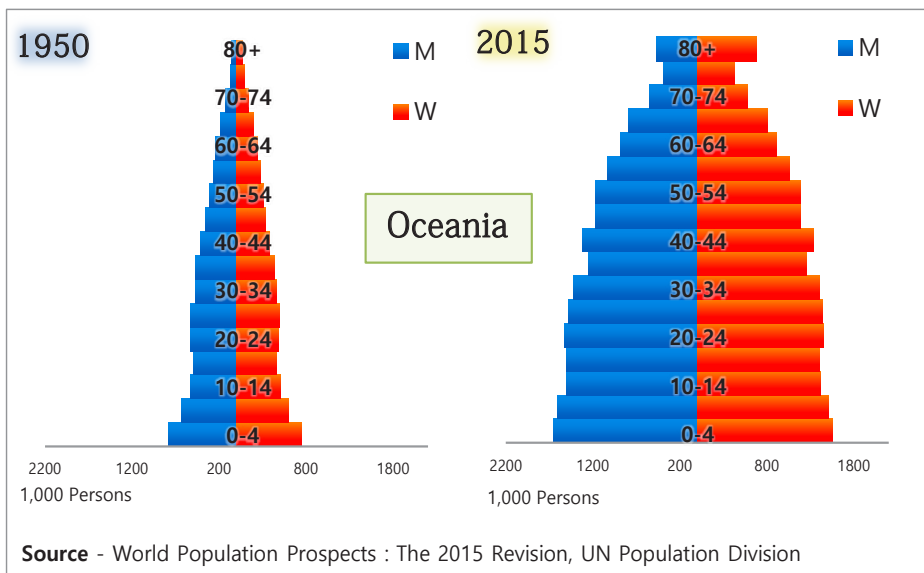 1950
80+
70-74
60-64
50-54
40-44
30-34
20-24
10-14
0-4
M
W
2200 1200 200 800 1800
1,000 Persons
Oceania
2015
80+
70-74
60-64
50-54
40-44
30-34
20-24
10-14
0-4
M
W
2200 1200 200 800 1800
1,000 Persons
Source - World Population Prospects : The 2015 Revision, UN Population Division